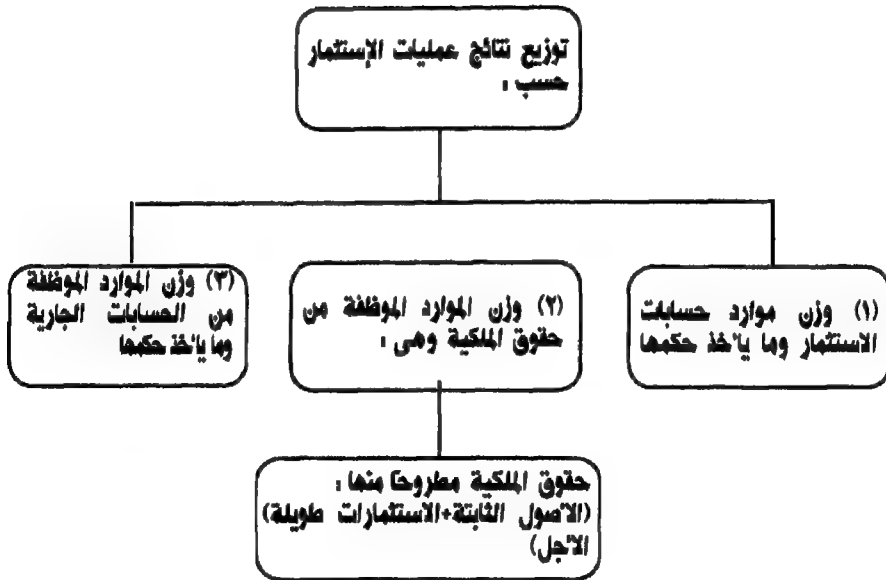 توزيع نتائج عمليات الإستثمار
حسب :
(١) وزن موارد حسابات
الاستثمار وما يأخذ حكمها
(٢) وزن الموارد الموظفة من
حقوق الملكية وهى :
(٣) وزن الموارد الموظفة
من الحسابات الجارية
وما يأخذ حكمها
حقوق الملكية مطروحاً منها :
(الأصول الثابتة+الاستثمارات طويلة
الأجل)